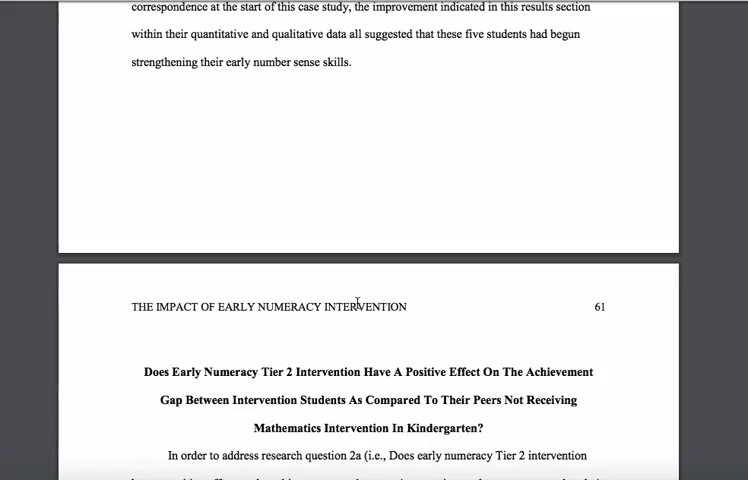 correspondence at the start of this case study, the improvement indicated in this results section
within their quantitative and qualitative data all suggested that these five students had begun
strengthening their early number sense skills.
THE IMPACT OF EARLY NUMERACY INTERVENTION 61
Does Early Numeracy Tier 2 Intervention Have A Positive Effect On The Achievement
Gap Between Intervention Students As Compared To Their Peers Not Receiving
Mathematics Intervention In Kindergarten?
In order to address research question 2a (i.e., Does early numeracy Tier 2 intervention